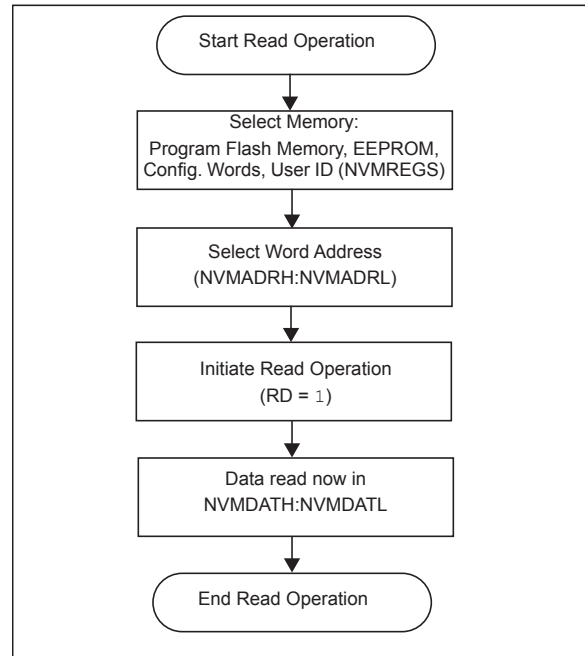 Start Read Operation
Select Memory:
Program Flash Memory, EEPROM,
Config. Words, User ID (NVMREGS)
Select Word Address
(NVMADRH:NVMADRL)
Initiate Read Operation
(RD = 1)
Data read now in
NVMDATH:NVMDATL
End Read Operation